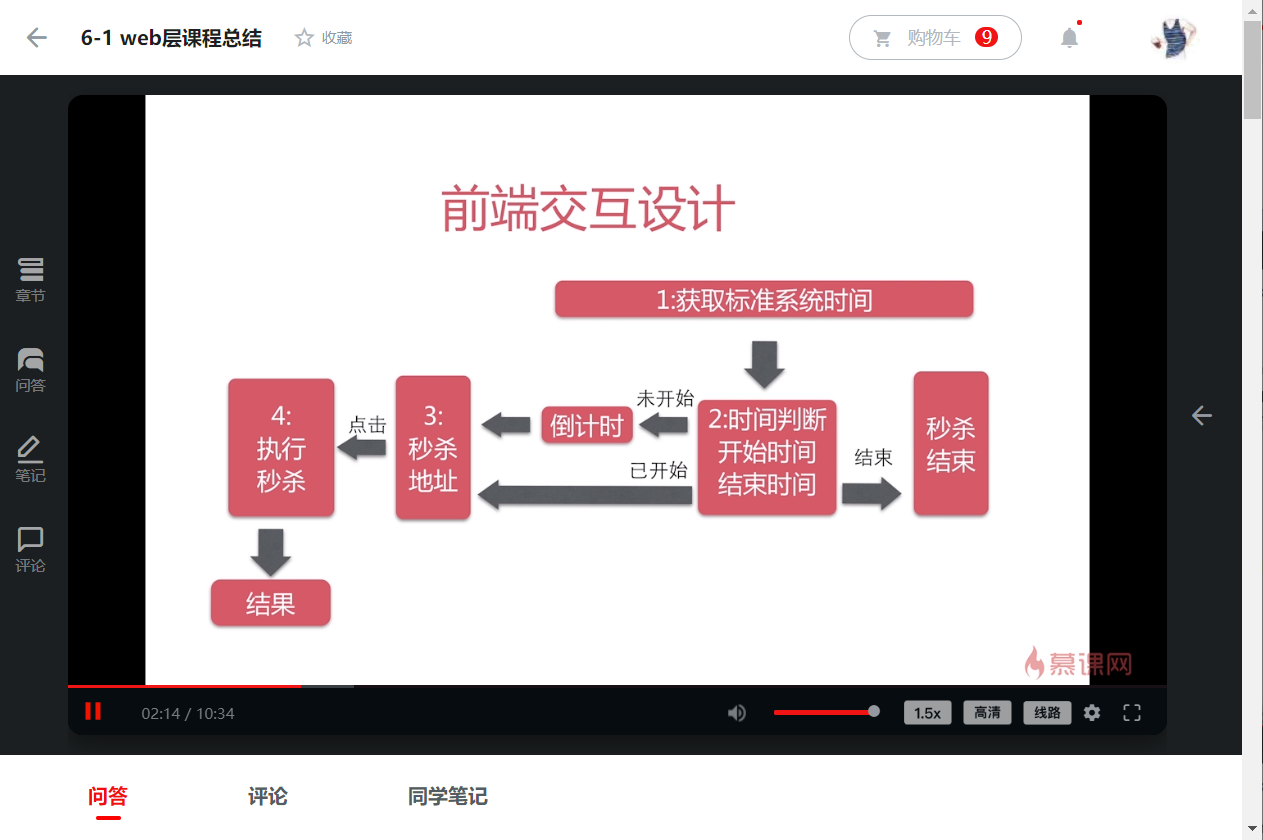 6-1 web层课程总结
收藏
购物车
9
章节
问答
笔记
评论
前端交互设计
1:获取标准系统时间
4:
执行
秒杀
点击
3:
秒杀
地址
倒计时
未开始
已开始
2:时间判断
开始时间
结束时间
结束
秒杀
结束
结果
慕课网
02:14 / 10:34
1.5x
高清
线路
问答
评论
同学笔记